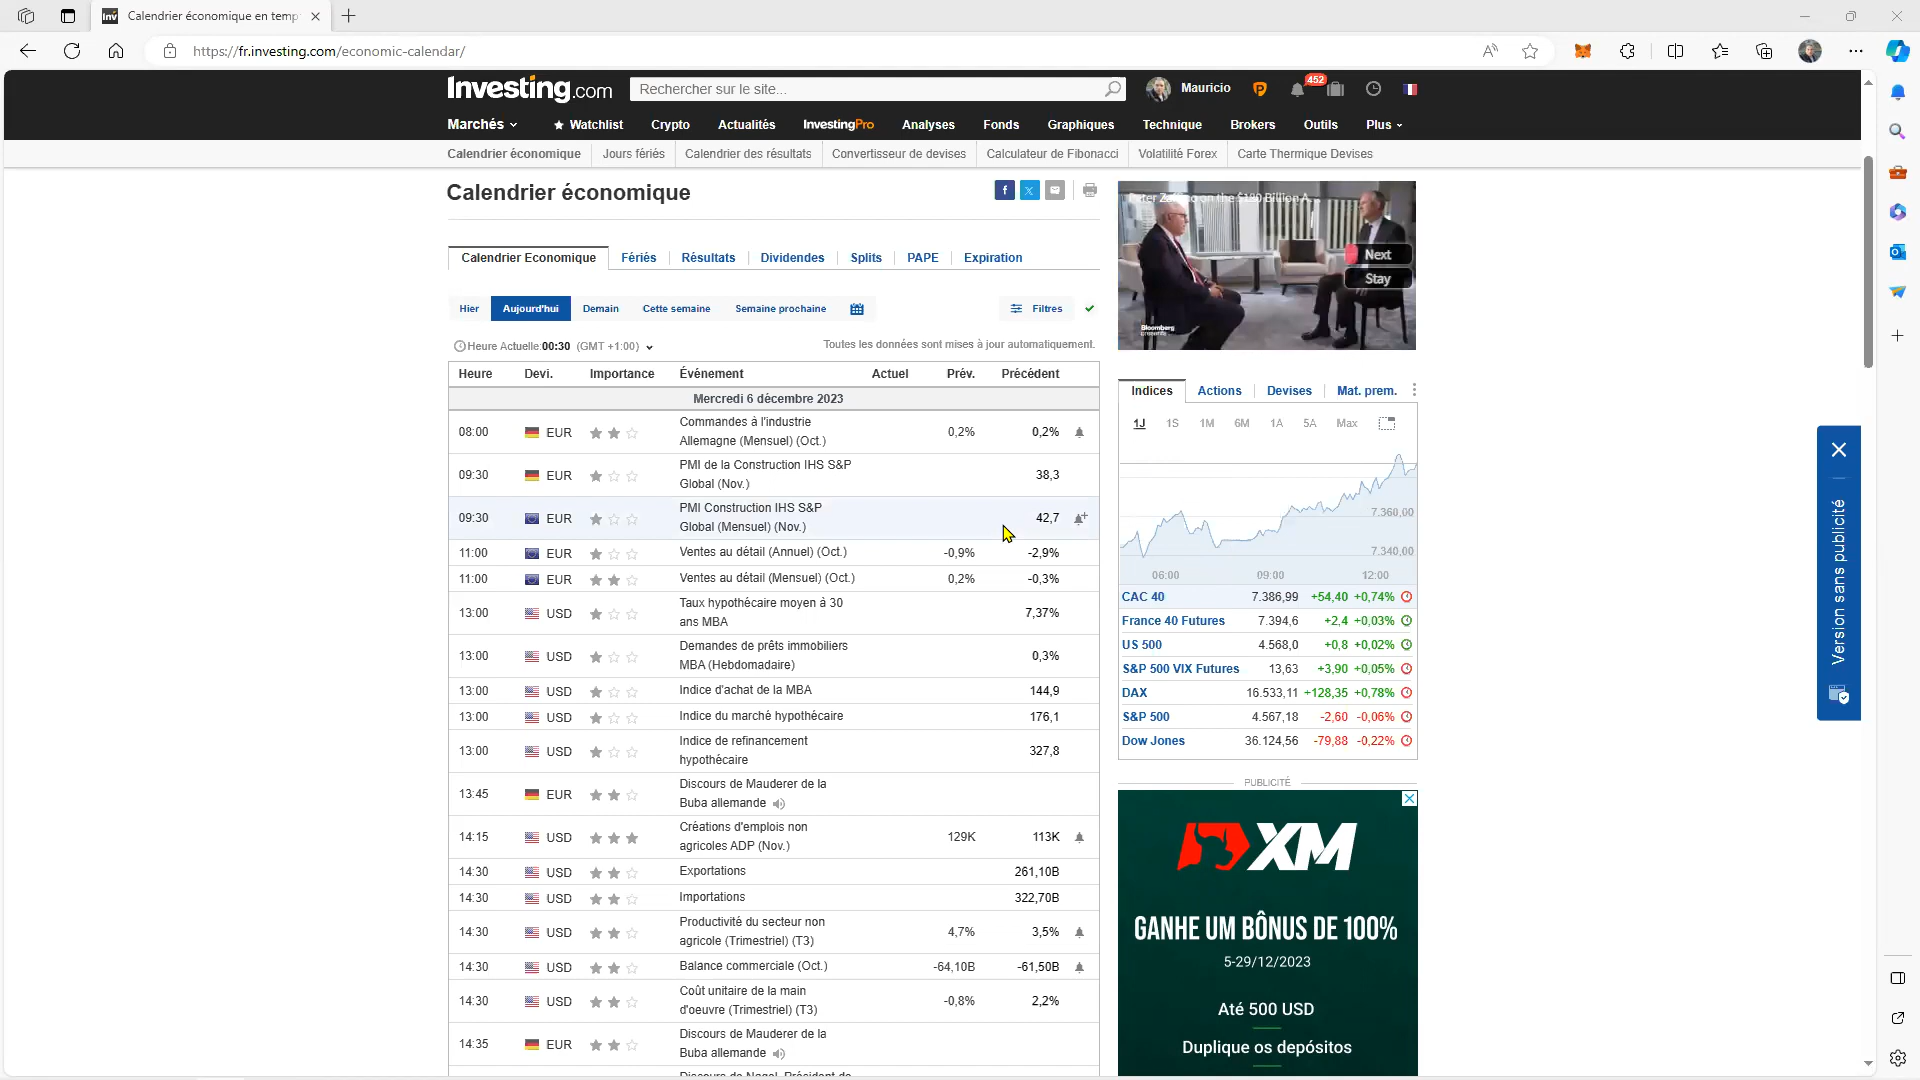 Calendrier économique en temp
https://fr.investing.com/economic-calendar/
Investing.com
Rechercher sur le site...
Mauricio
452
Marchés
Watchlist
Crypto
Actualités
InvestingPro
Analyses
Fonds
Graphiques
Technique
Brokers
Outils
Plus
Calendrier économique
Jours fériés
Calendrier des résultats
Convertisseur de devises
Calculateur de Fibonacci
Volatilité Forex
Carte Thermique Devises
Calendrier économique
Calendrier Economique
Fériés
Résultats
Dividendes
Splits
PAPE
Expiration
Hier
Aujourd'hui
Demain
Cette semaine
Semaine prochaine
Filtres
Heure Actuelle:00:30 (GMT +1:00)
Toutes les données sont mises à jour automatiquement.
Heure Devi. Importance Événement Actuel Prév. Précédent
Mercredi 6 décembre 2023
08:00 EUR Commandes à l'industrie
Allemagne (Mensuel) (Oct.) 0,2% 0,2%
09:30 EUR PMI de la Construction IHS S&P
Global (Nov.) 38,3
09:30 EUR PMI Construction IHS S&P
Global (Mensuel) (Nov.) 42,7
11:00 EUR Ventes au détail (Annuel) (Oct.) -0,9% -2,9%
11:00 EUR Ventes au détail (Mensuel) (Oct.) 0,2% -0,3%
13:00 USD Taux hypothécaire moyen à 30
ans MBA 7,37%
13:00 USD Demandes de prêts immobiliers
MBA (Hebdomadaire) 0,3%
13:00 USD Indice d'achat de la MBA 144,9
13:00 USD Indice du marché hypothécaire 176,1
13:00 USD Indice de refinancement
hypothécaire 327,8
13:45 EUR Discours de Mauderer de la
Buba allemande
14:15 USD Créations d'emplois non
agricoles ADP (Nov.) 129K 113K
14:30 USD Exportations 261,10B
14:30 USD Importations 322,70B
14:30 USD Productivité du secteur non
agricole (Trimestriel) (T3) 4,7% 3,5%
14:30 USD Balance commerciale (Oct.) -64,10B -61,50B
14:30 USD Coût unitaire de la main
d'oeuvre (Trimestriel) (T3) -0,8% 2,2%
14:35 EUR Discours de Mauderer de la
Buba allemande
on the $180 Billion A...
Next
Stay
Bloomberg
Indices
Actions
Devises
Mat. prem.
1J 1S 1M 6M 1A 5A Max
7.360,00
7.340,00
06:00 09:00 12:00
CAC 40 7.386,99 +54,40 +0,74%
France 40 Futures 7.394,6 +2,4 +0,03%
US 500 4.568,0 +0,8 +0,02%
S&P 500 VIX Futures 13,63 +3,90 +0,05%
DAX 16.533,11 +128,35 +0,78%
S&P 500 4.567,18 -2,60 -0,06%
Dow Jones 36.124,56 -79,88 -0,22%
PUBLICITÉ
XM
GANHE UM BÔNUS DE 100%
5-29/12/2023
Até 500 USD
Duplique os depósitos
Version sans publicité